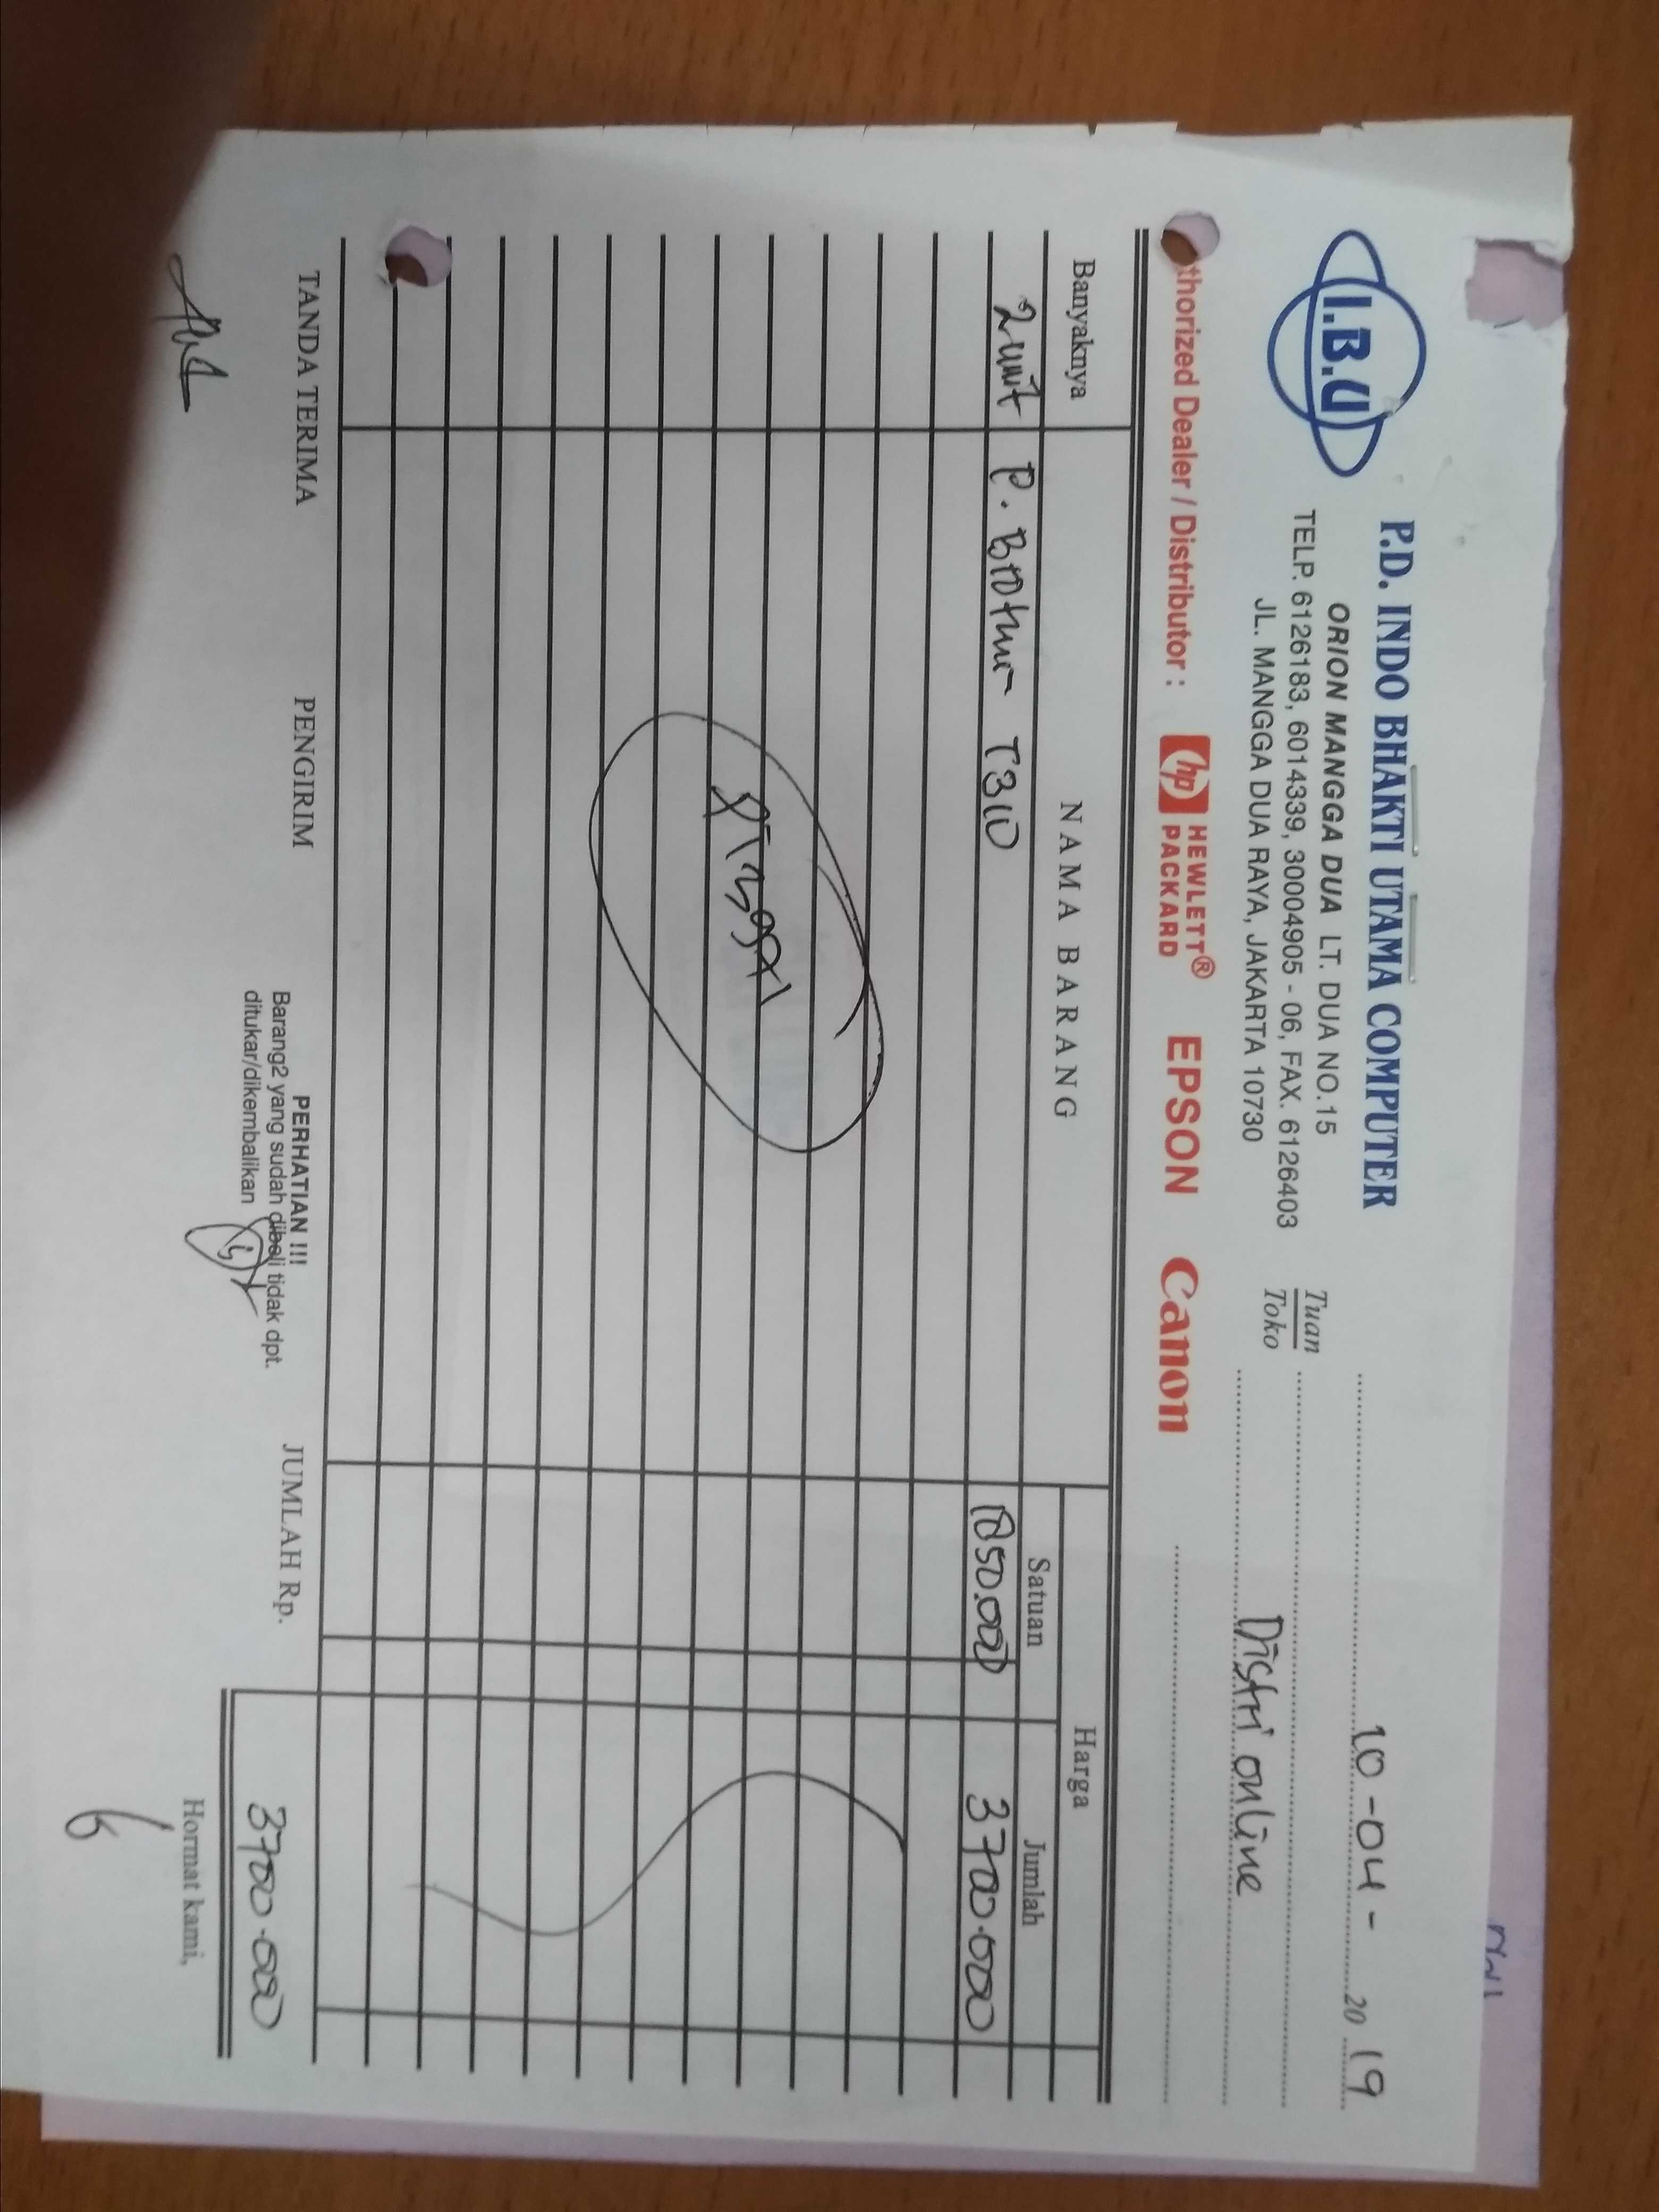 I.B.U
P.D. INDO BHAKTI UTAMA COMPUTER
ORION MANGGA DUA LT. DUA NO.15
TELP. 6126183, 6014339, 30004905 - 06, FAX. 6126403
JL. MANGGA DUA RAYA, JAKARTA 10730
10-04- 20 19
Tuan
Toko
Distri online
thorized Dealer / Distributor : hp HEWLETT® PACKARD EPSON Canon
Banyaknya NAMA BARANG Harga
Satuan Jumlah
2 unit P. Brother T310 1850.000 3700.000
TANDA TERIMA PENGIRIM PERHATIAN !!! JUMLAH Rp. 3700.000
Barang2 yang sudah dibeli tidak dpt.
ditukar/dikembalikan
Hormat kami,